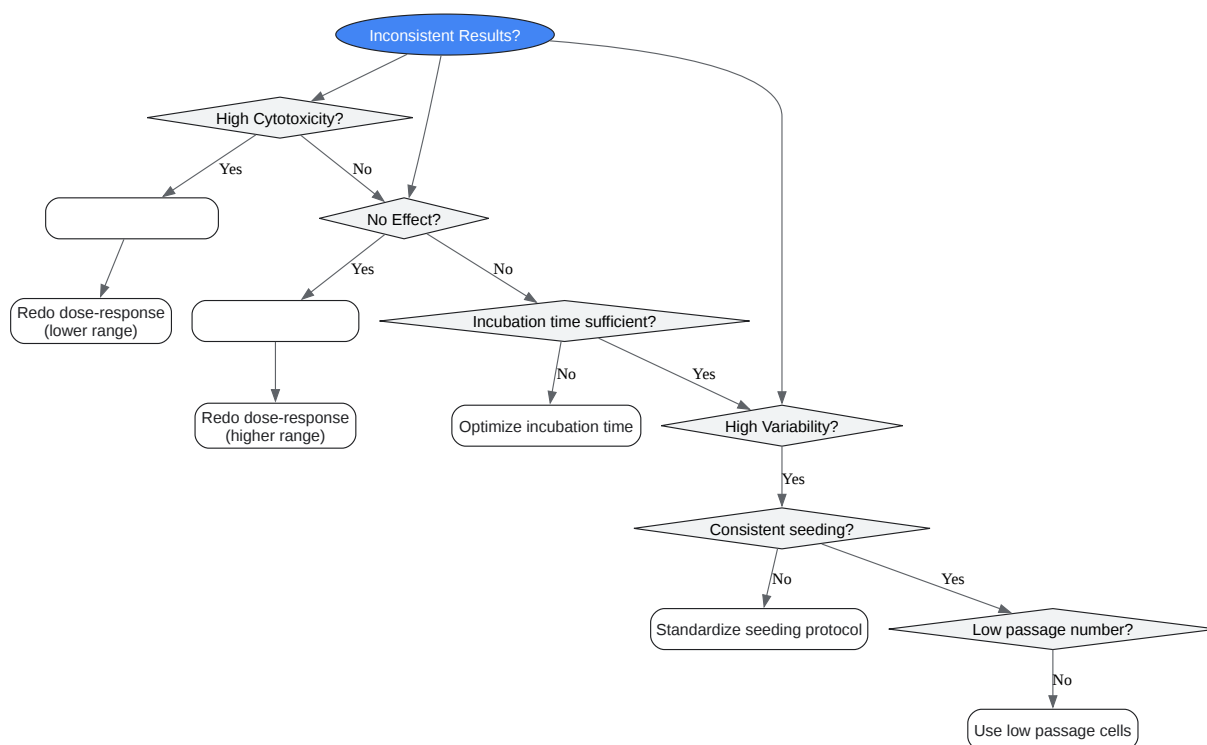 Inconsistent Results?
High Cytotoxicity?
Yes
No
No Effect?
Yes
No
Redo dose-response
(lower range)
Incubation time sufficient?
No
Yes
Redo dose-response
(higher range)
Optimize incubation time
High Variability?
Yes
Consistent seeding?
No
Yes
Standardize seeding protocol
Low passage number?
No
Use low passage cells